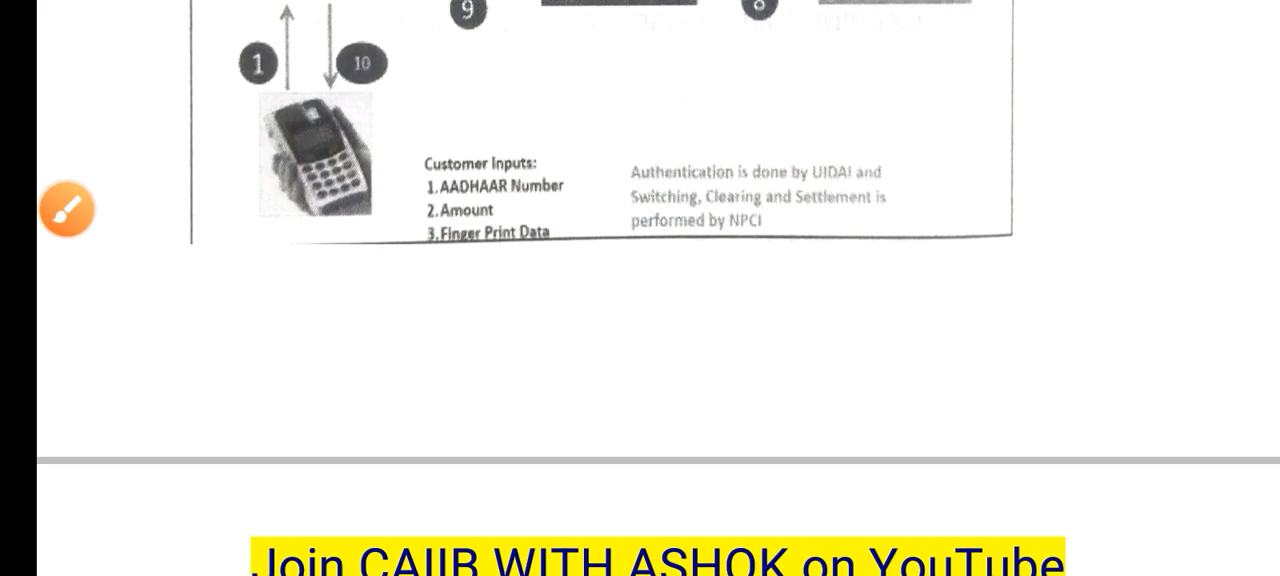 9
8
1
10
Customer Inputs:
1.AADHAAR Number
2.Amount
3.Finger Print Data
Authentication is done by UIDAI and
Switching, Clearing and Settlement is
performed by NPCI
Join CAIIB WITH ASHOK on YouTube